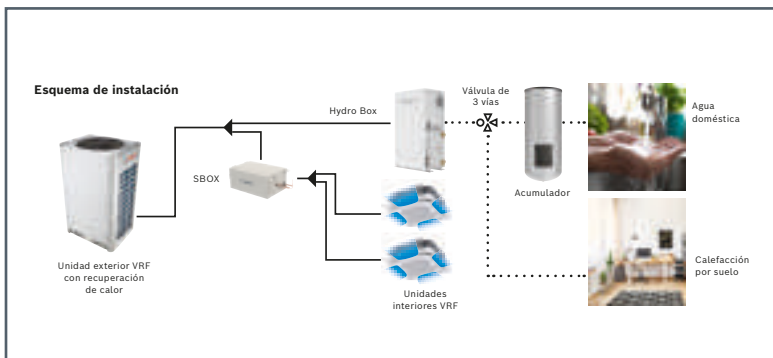 Esquema de instalación
Hydro Box
Válvula de
3 vías
Agua
doméstica
SBOX
Acumulador
Unidad exterior VRF
con recuperación
de calor
Unidades
interiores VRF
Calefacción
por suelo